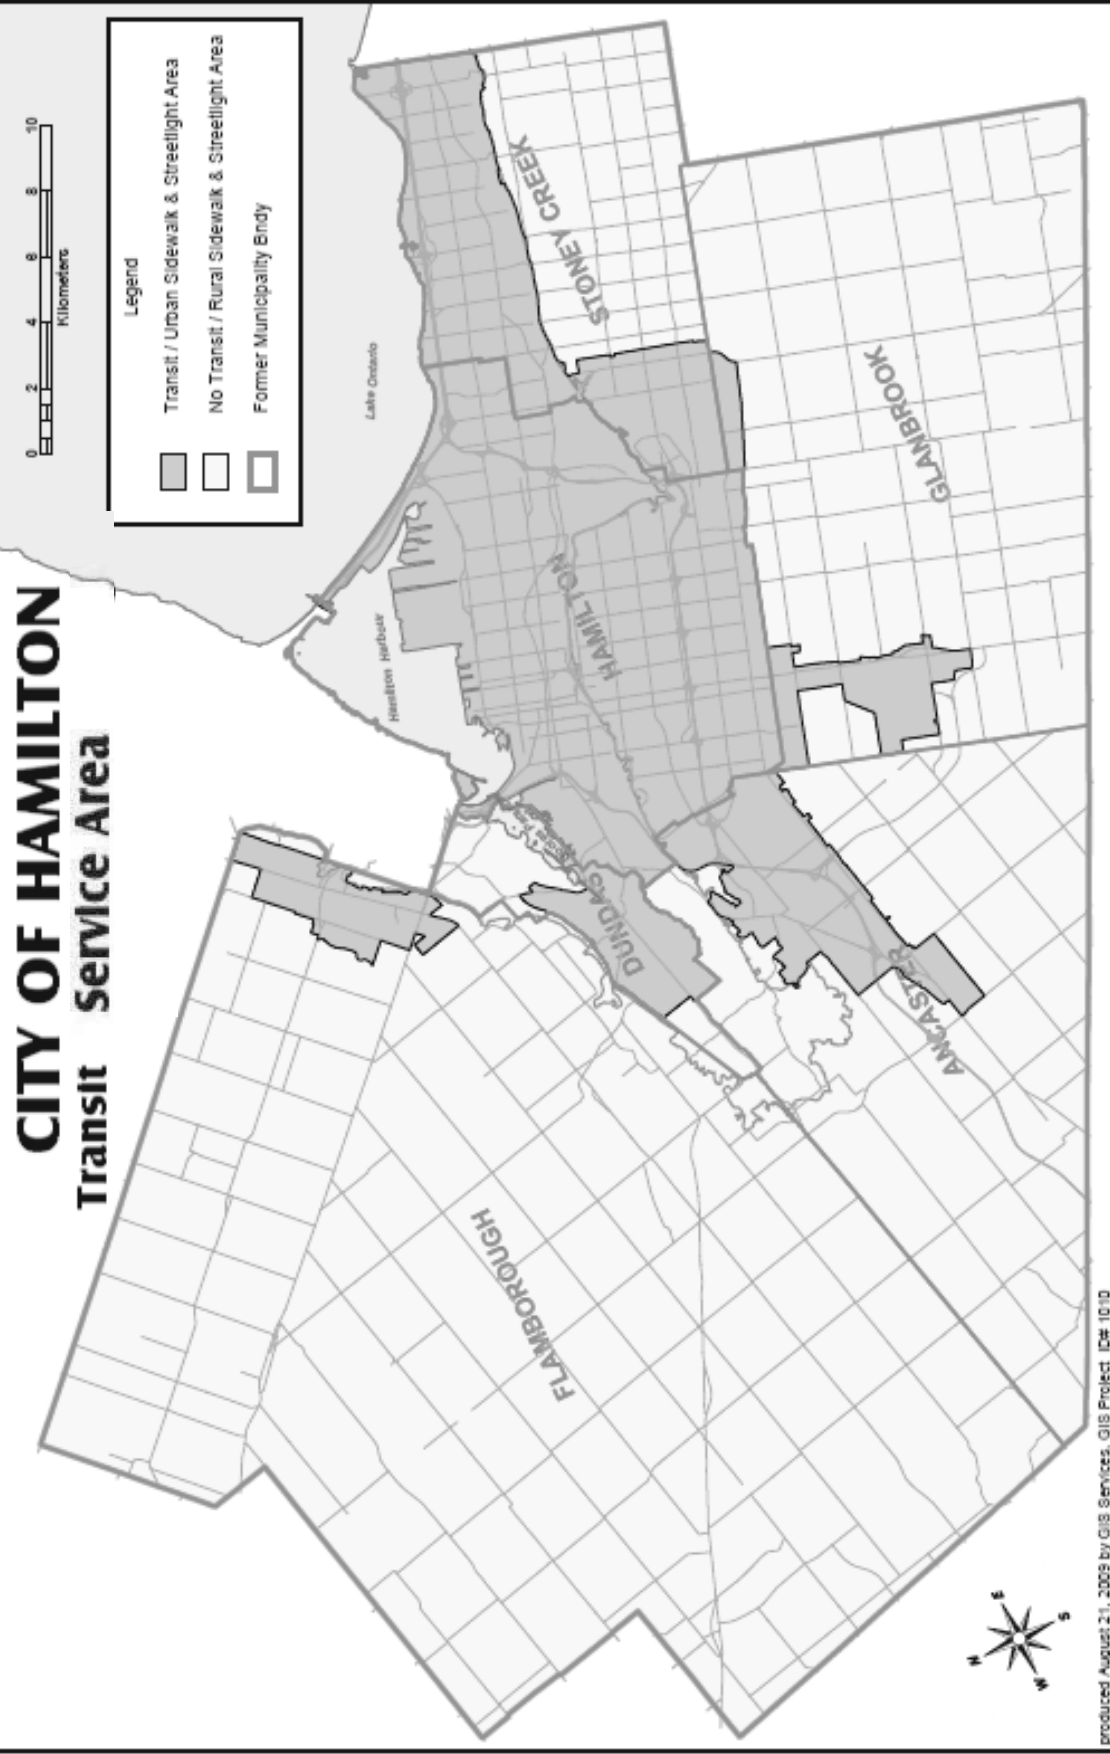 CITY OF HAMILTON
Transit Service Area
0 2 4 6 8 10
Kilometers
Legend
Transit / Urban Sidewalk & Streetlight Area
No Transit / Rural Sidewalk & Streetlight Area
Former Municipality Bndy
Lake Ontario
Hamilton Harbour
STONEY CREEK
HAMILTON
GLANBROOK
DUNDAS
ANCASTER
FLAMBOROUGH
N
E
S
W
produced August 21, 2009 by GIS Services, GIS Project ID# 1010